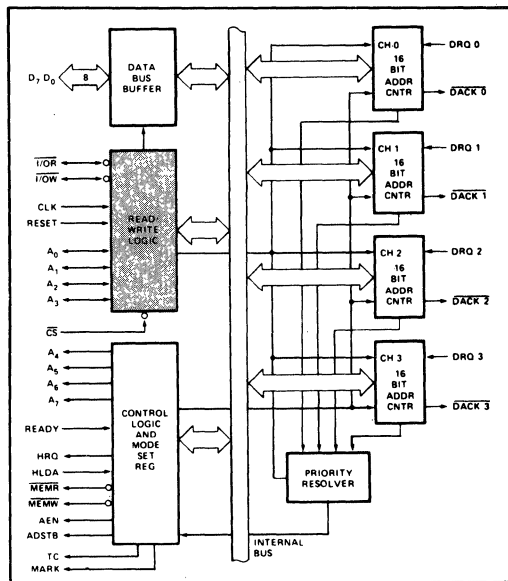 D7 D0
8
DATA
BUS
BUFFER
I/OR
I/OW
CLK
RESET
A0
A1
A2
A3
READ-
WRITE
LOGIC
CS
A4
A5
A6
A7
READY
HRQ
HLDA
MEMR
MEMW
AEN
ADSTB
TC
MARK
CONTROL
LOGIC
AND
MODE
SET
REG
INTERNAL
BUS
CH-0
16
BIT
ADDR
CNTR
DRQ 0
DACK 0
CH 1
16
BIT
ADDR
CNTR
DRQ 1
DACK 1
CH 2
16
BIT
ADDR
CNTR
DRQ 2
DACK 2
CH 3
16
BIT
ADDR
CNTR
DRQ 3
DACK 3
PRIORITY
RESOLVER